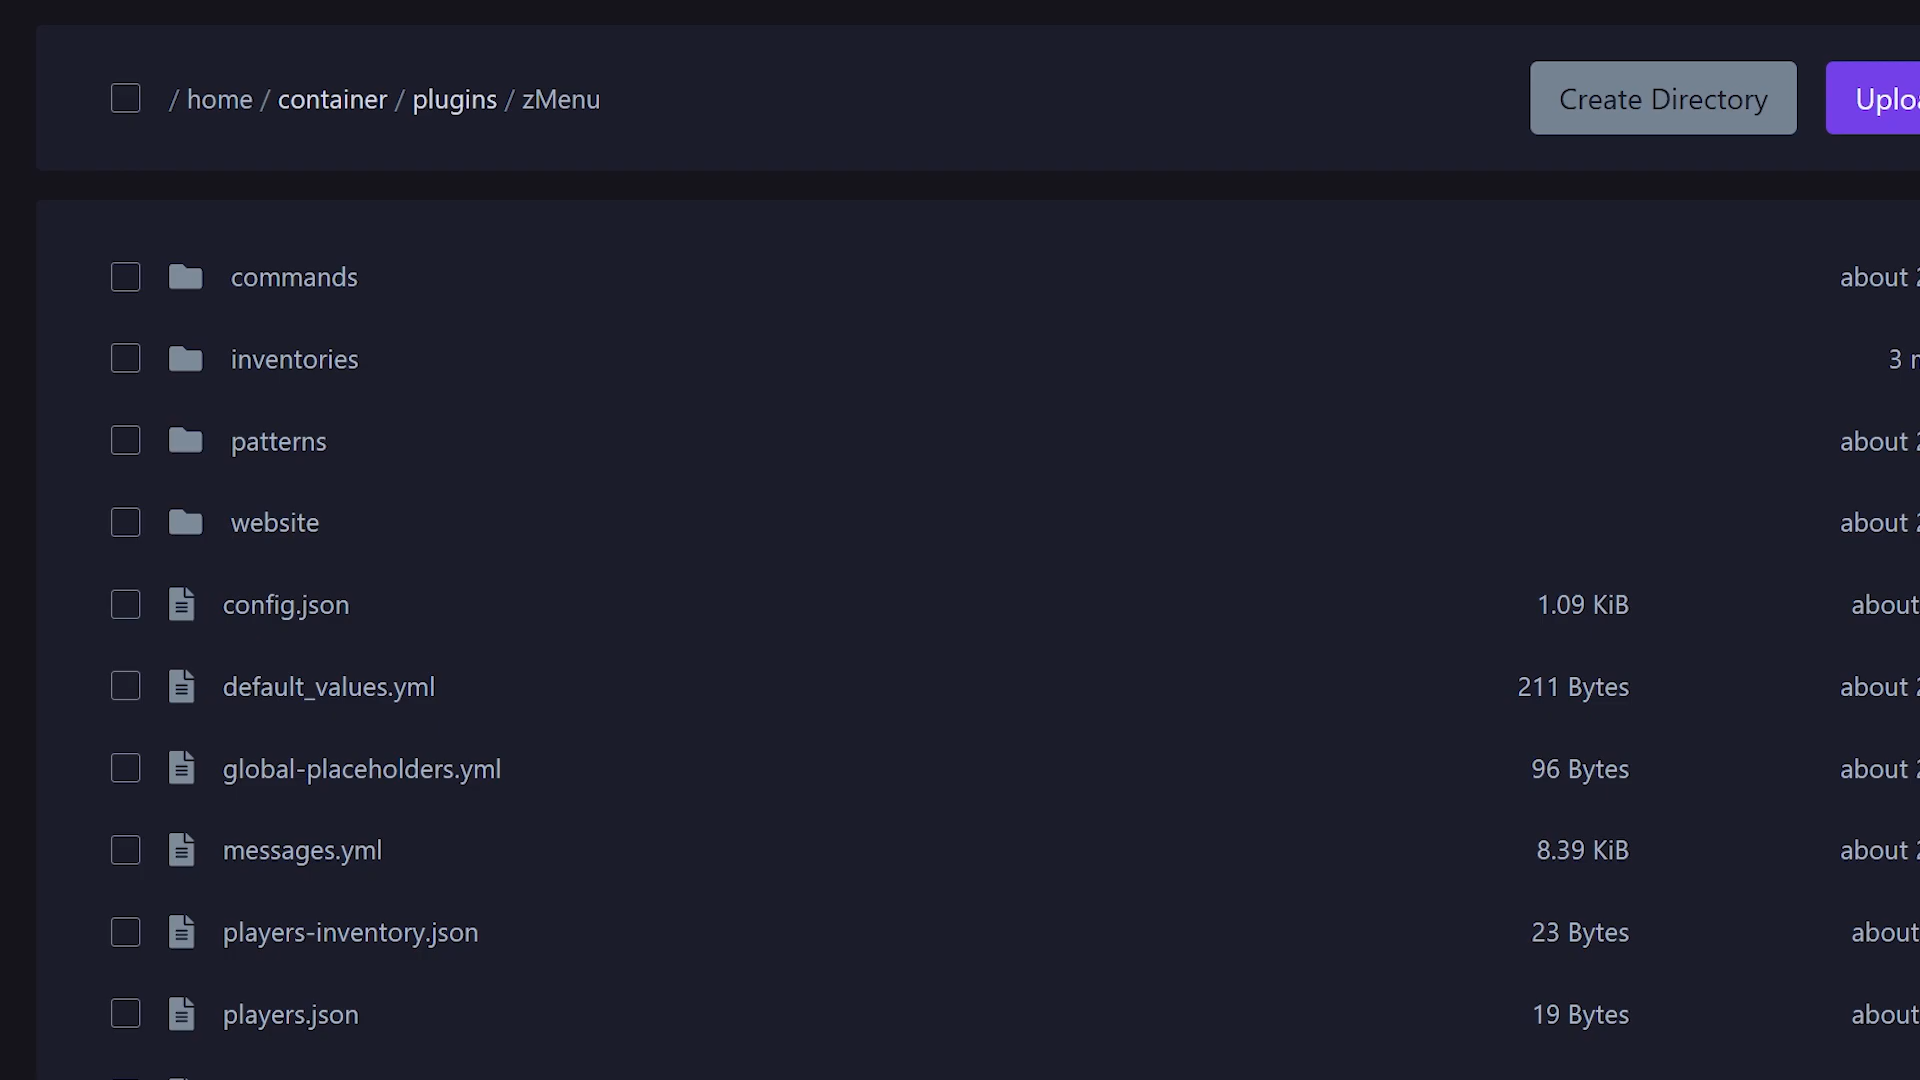 / home / container / plugins / zMenu
Create Directory
commands about
inventories 3
patterns about
website about
config.json 1.09 KiB about
default_values.yml 211 Bytes about
global-placeholders.yml 96 Bytes about
messages.yml 8.39 KiB about
players-inventory.json 23 Bytes about
players.json 19 Bytes about